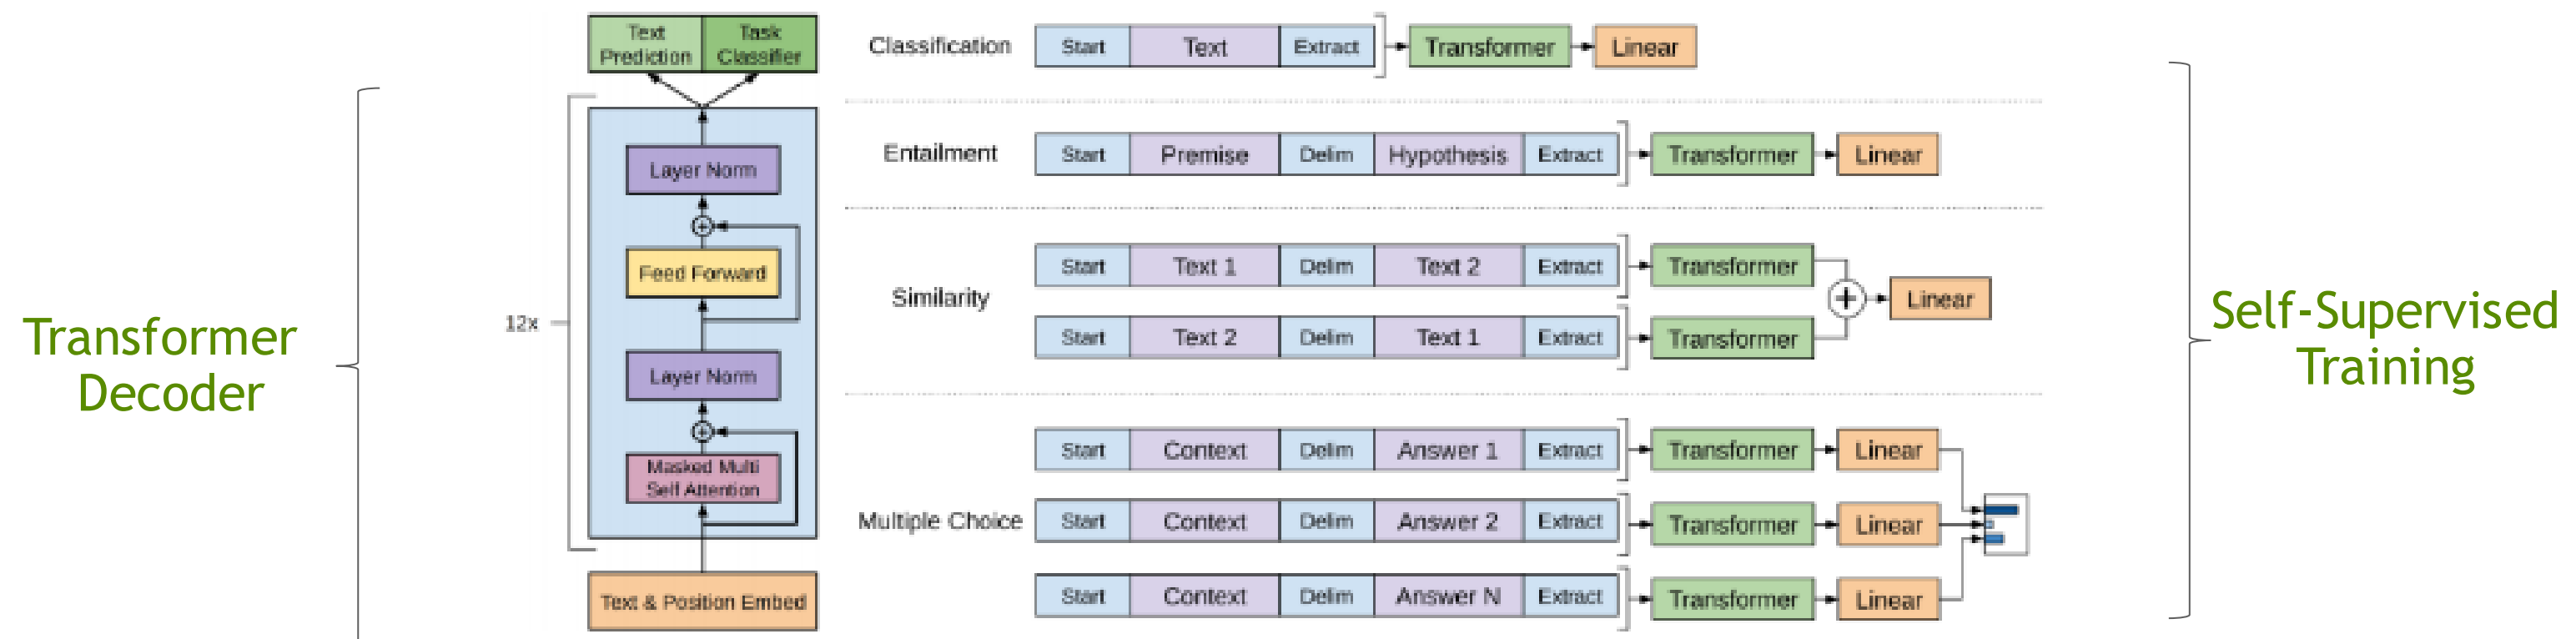 Transformer
Decoder
12x
Text
Prediction
Task
Classifier
Layer Norm
Feed Forward
Layer Norm
Masked Multi
Self Attention
Text & Position Embed
Classification
Start Text Extract Transformer Linear
Entailment
Start Premise Delim Hypothesis Extract Transformer Linear
Similarity
Start Text 1 Delim Text 2 Extract Transformer
+ Linear
Start Text 2 Delim Text 1 Extract Transformer
Multiple Choice
Start Context Delim Answer 1 Extract Transformer Linear
Start Context Delim Answer 2 Extract Transformer Linear
Start Context Delim Answer N Extract Transformer Linear
Self-Supervised
Training